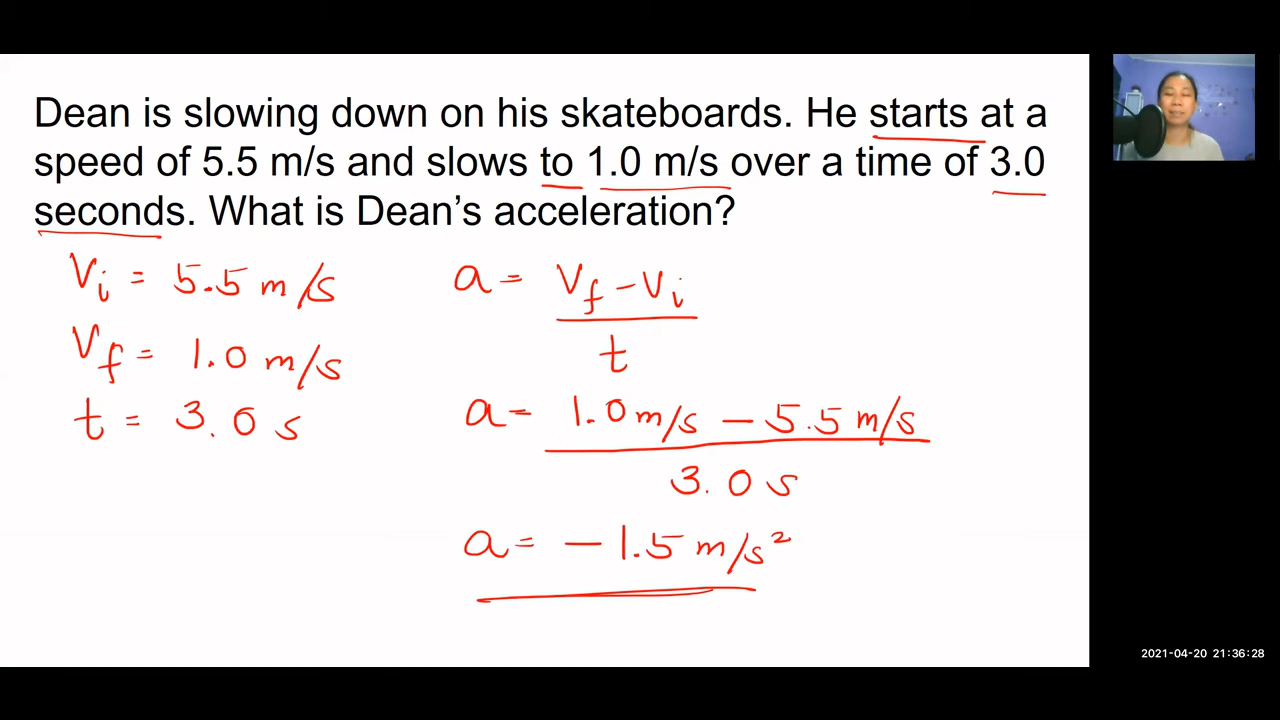 Dean is slowing down on his skateboards. He starts at a
speed of 5.5 m/s and slows to 1.0 m/s over a time of 3.0
seconds. What is Dean's acceleration?
Vi = 5.5 m/s
Vf = 1.0 m/s
t = 3.0 s
a = Vf - Vi
t
a = 1.0 m/s - 5.5 m/s
3.0 s
a = - 1.5 m/s²
2021-04-20 21:36:28